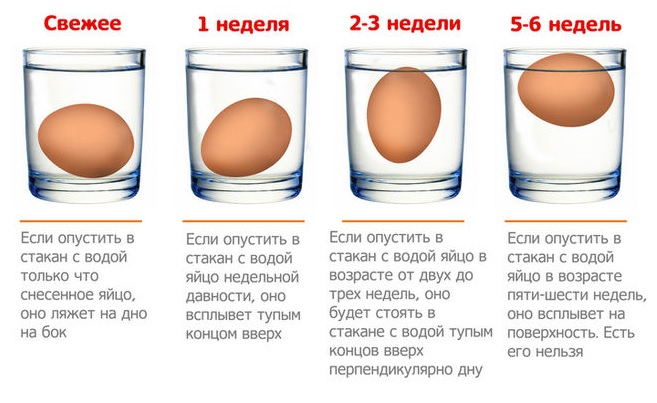 Свежее
1 неделя
2-3 недели
5-6 недель
Если опустить в
стакан с водой
только что
снесенное яйцо,
оно ляжет на дно
на бок
Если опустить в
стакан с водой
яйцо недельной
давности, оно
всплывет тупым
концом вверх
Если опустить в
стакан с водой яйцо в
возрасте от двух до
трех недель, оно
будет стоять в
стакане с водой тупым
концов вверх
перпендикулярно дну
Если опустить в
стакан с водой
яйцо в возрасте
пяти-шести недель,
оно всплывет на
поверхность. Есть
его нельзя